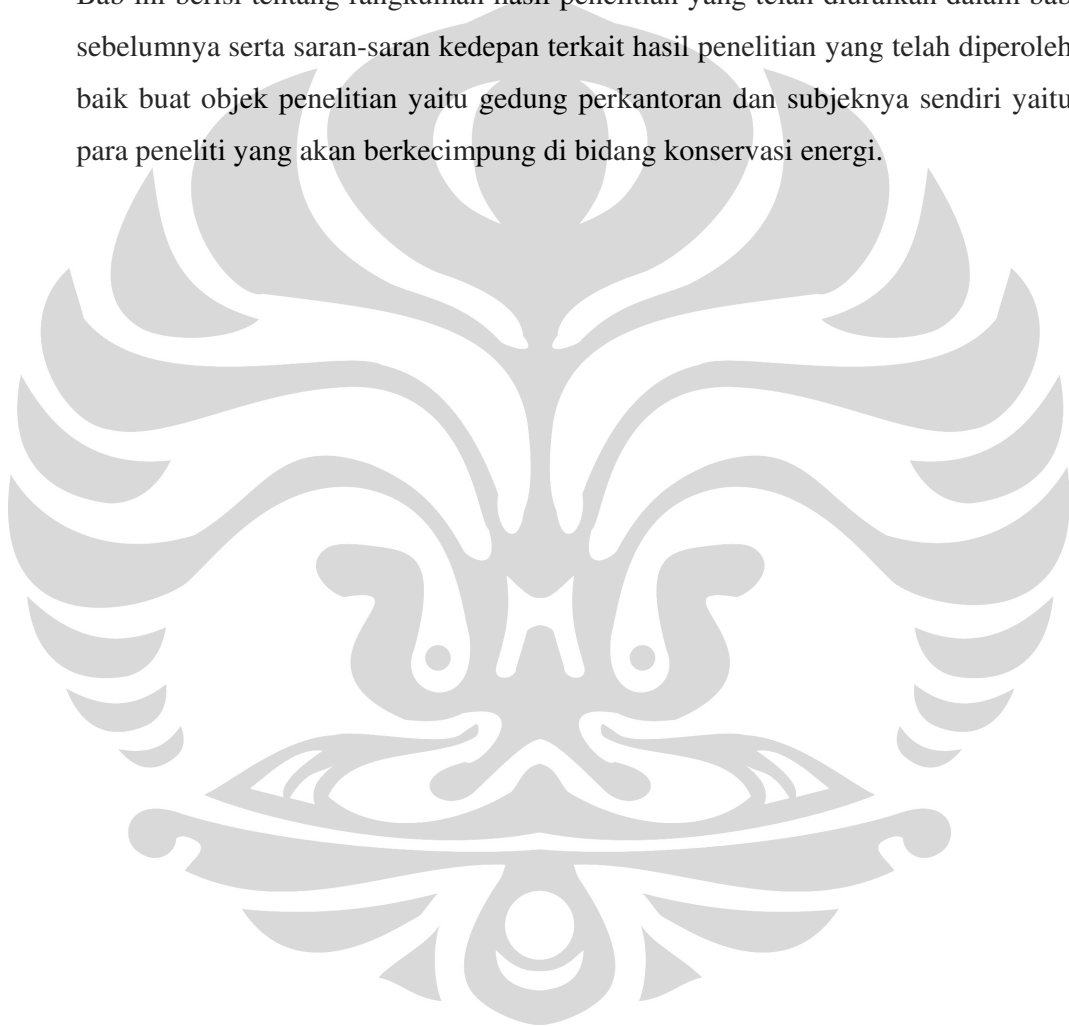 Bab ini berisi tentang rangkuman hasil penelitian yang telah diuraikan dalam bab
sebelumnya serta saran-saran kedepan terkait hasil penelitian yang telah diperoleh
baik buat objek penelitian yaitu gedung perkantoran dan subjeknya sendiri yaitu
para peneliti yang akan berkecimpung di bidang konservasi energi.